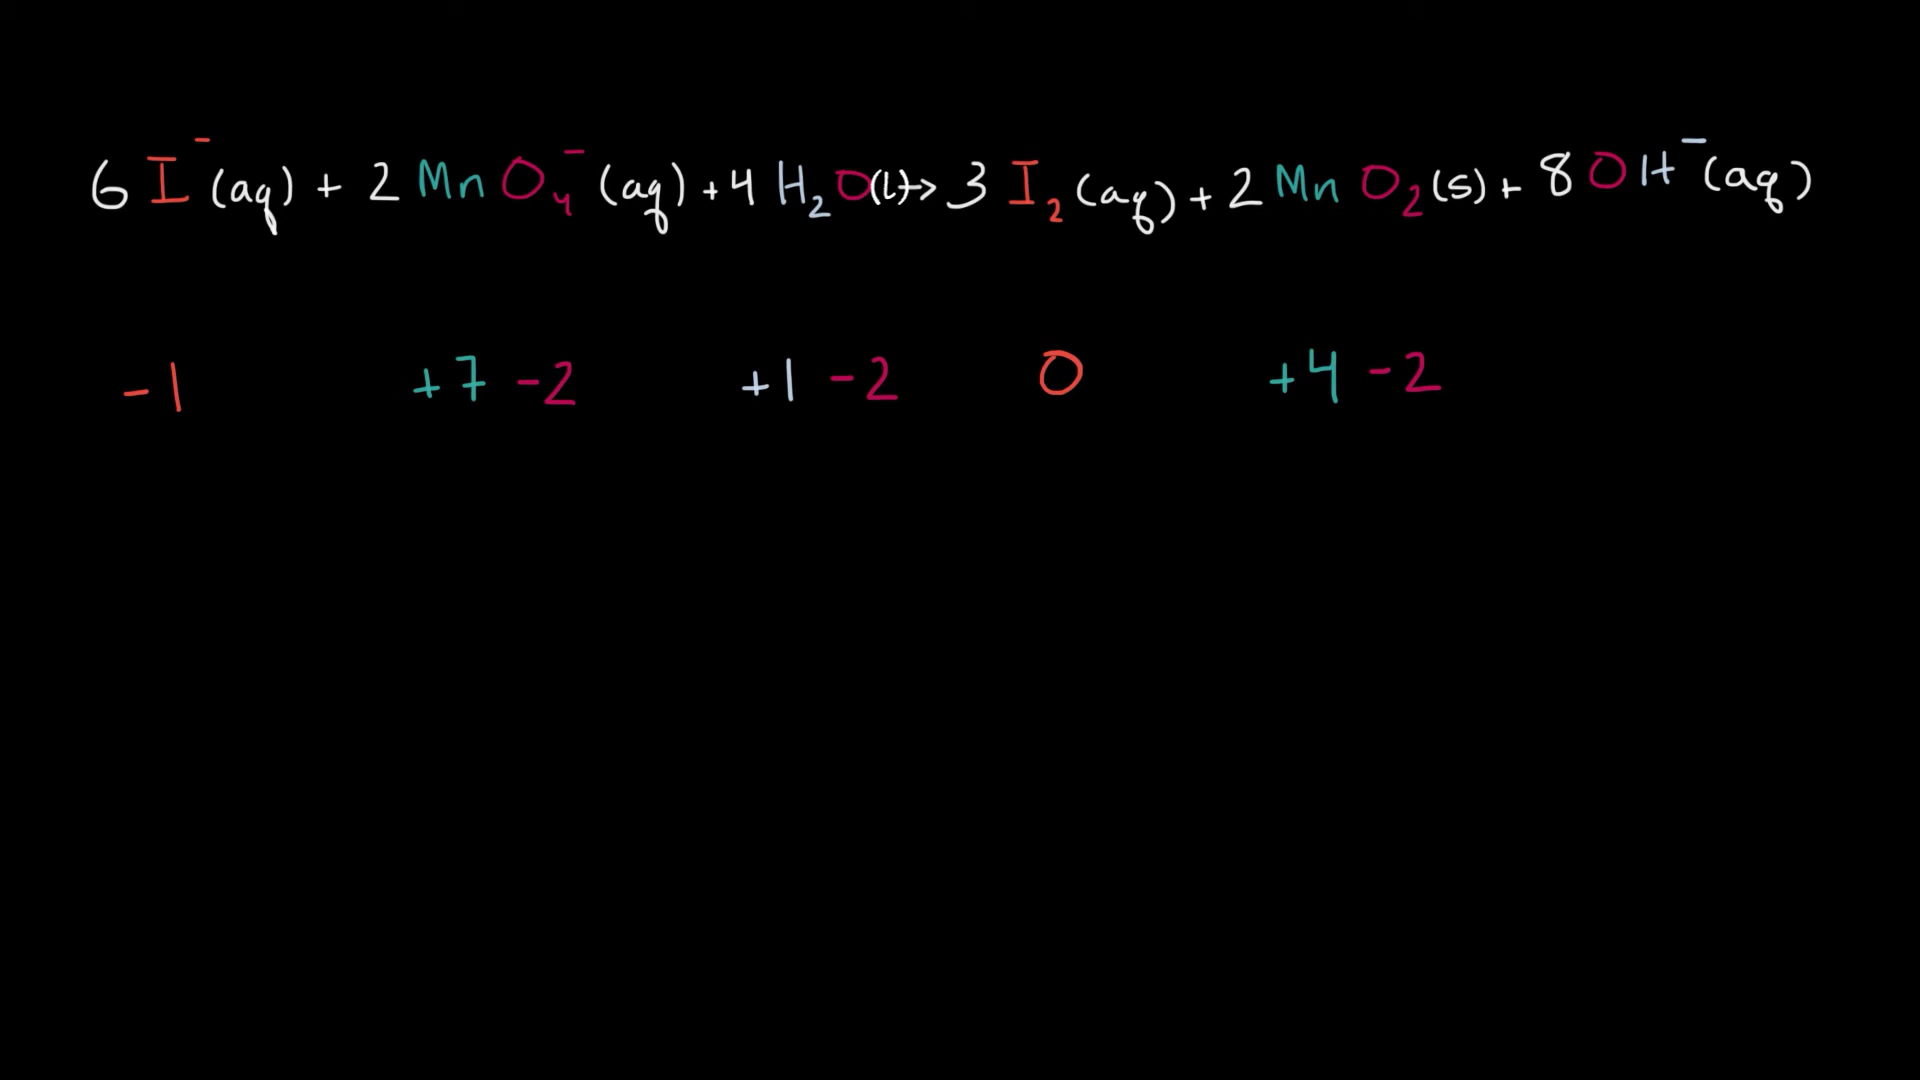 6 I⁻ (aq) + 2 MnO₄⁻ (aq) + 4 H₂O(l) → 3 I₂ (aq) + 2 MnO₂ (s) + 8 OH⁻ (aq)
-1 +7 -2 +1 -2 0 +4 -2